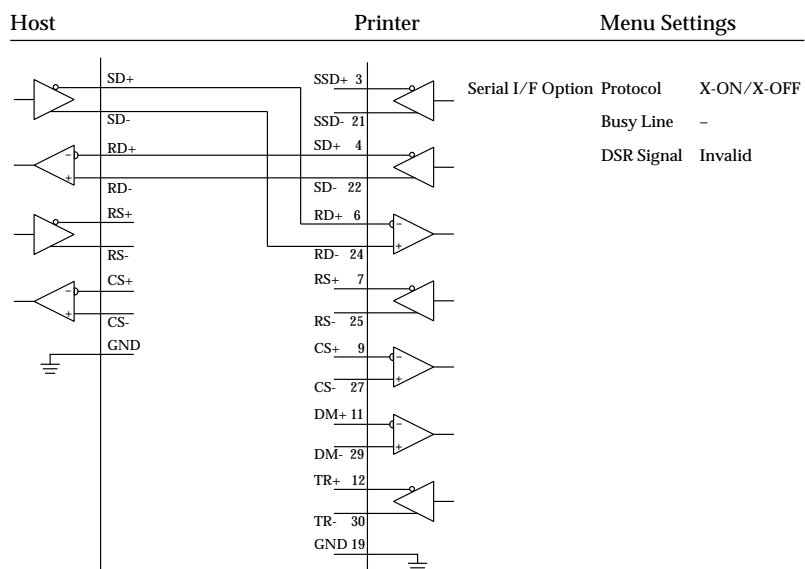 Host Printer Menu Settings
SD+ SSD+ 3 Serial I/F Option Protocol X-ON/X-OFF
SD- SSD- 21 Busy Line –
RD+ SD+ 4 DSR Signal Invalid
- -
+ +
RD- SD- 22
RS+ RD+ 6
-
+
RS- RD- 24
CS+ RS+ 7
-
+
CS- RS- 25
GND CS+ 9
-
+
CS- 27
DM+ 11
-
+
DM- 29
TR+ 12
TR- 30
GND 19